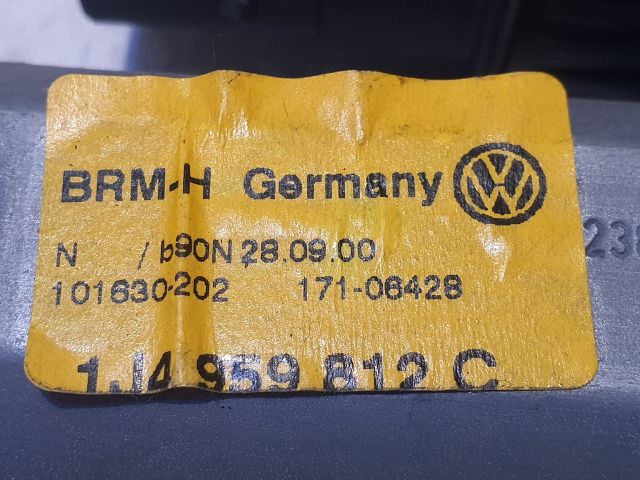 BRM-H Germany
N /b90N 28.09.00
101630-202 171-06428
1J4 959 812 C